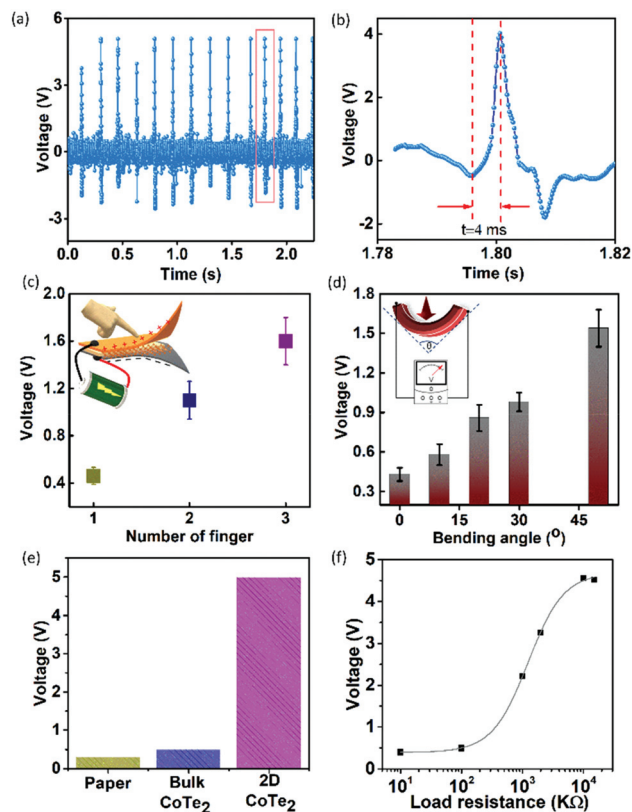 (a)
Voltage (V)
6
3
0
-3
0.0 0.5 1.0 1.5 2.0
Time (s)
(b)
Voltage (V)
4
2
0
-2
t=4 ms
1.78 1.80 1.82
Time (s)
(c)
Voltage (V)
2.0
1.6
1.2
0.8
0.4
1 2 3
Number of finger
(d)
Voltage (V)
1.8
1.5
1.2
0.9
0.6
0.3
θ
V
0 15 30 45
Bending angle (⁰)
(e)
Voltage (V)
5
4
3
2
1
0
Paper Bulk 2D
CoTe₂ CoTe₂
(f)
Voltage (V)
5
4
3
2
1
0
10¹ 10² 10³ 10⁴
Load resistance (KΩ)